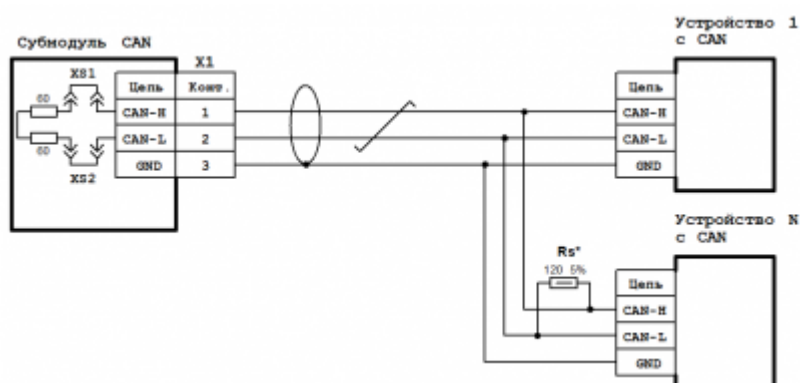 Субмодуль CAN
Устройство 1
с CAN
XS1
X1
Цепь
Конт.
Цепь
60
CAN-H
1
CAN-H
CAN-L
2
CAN-L
60
GND
3
GND
XS2
Устройство N
с CAN
Rs*
120 5%
Цепь
CAN-H
CAN-L
GND